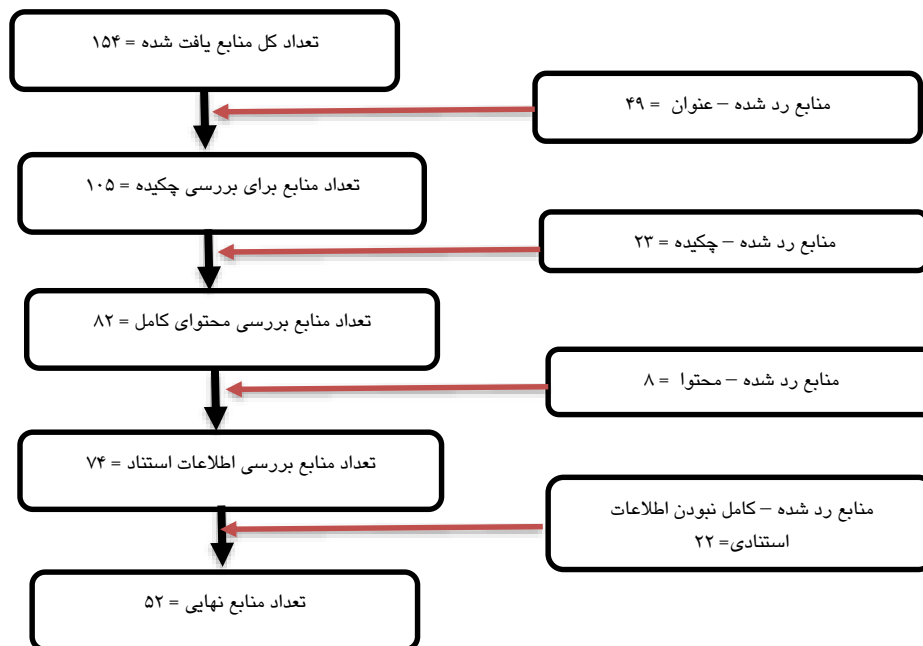 تعداد کل منابع یافت شده = ۱۵۴
منابع رد شده – عنوان = ۴۹
تعداد منابع برای بررسی چکیده = ۱۰۵
منابع رد شده – چکیده = ۲۳
تعداد منابع بررسی محتوای کامل = ۸۲
منابع رد شده – محتوا = ۸
تعداد منابع بررسی اطلاعات استناد = ۷۴
منابع رد شده – کامل نبودن اطلاعات
استنادی= ۲۲
تعداد منابع نهایی = ۵۲